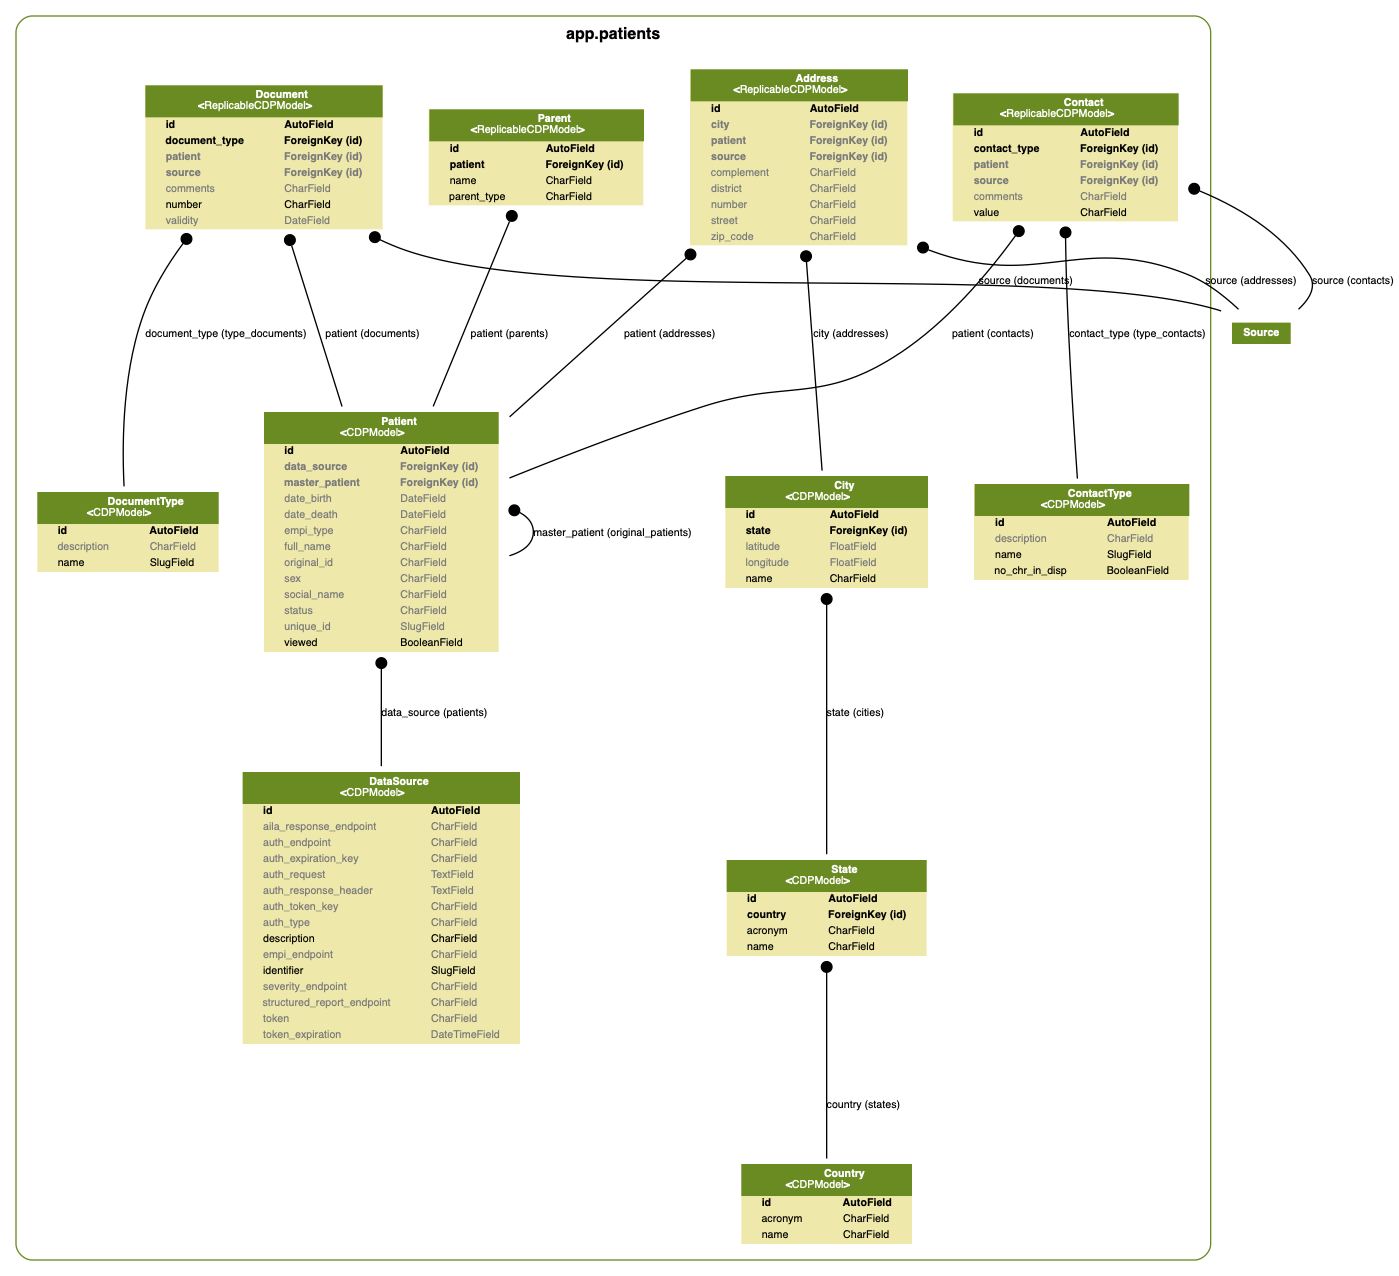 app.patients
Document
<ReplicableCDPModel>
id AutoField
document_type ForeignKey (id)
patient ForeignKey (id)
source ForeignKey (id)
comments CharField
number CharField
validity DateField
Parent
<ReplicableCDPModel>
id AutoField
patient ForeignKey (id)
name CharField
parent_type CharField
Address
<ReplicableCDPModel>
id AutoField
city ForeignKey (id)
patient ForeignKey (id)
source ForeignKey (id)
complement CharField
district CharField
number CharField
street CharField
zip_code CharField
Contact
<ReplicableCDPModel>
id AutoField
contact_type ForeignKey (id)
patient ForeignKey (id)
source ForeignKey (id)
comments CharField
value CharField
source (documents)
source (addresses)
source (contacts)
document_type (type_documents)
patient (documents)
patient (parents)
patient (addresses)
city (addresses)
patient (contacts)
contact_type (type_contacts)
Source
Patient
<CDPModel>
id AutoField
data_source ForeignKey (id)
master_patient ForeignKey (id)
date_birth DateField
date_death DateField
empi_type CharField
full_name CharField
original_id CharField
sex CharField
social_name CharField
status CharField
unique_id SlugField
viewed BooleanField
master_patient (original_patients)
DocumentType
<CDPModel>
id AutoField
description CharField
name SlugField
City
<CDPModel>
id AutoField
state ForeignKey (id)
latitude FloatField
longitude FloatField
name CharField
ContactType
<CDPModel>
id AutoField
description CharField
name SlugField
no_chr_in_disp BooleanField
data_source (patients)
state (cities)
DataSource
<CDPModel>
id AutoField
aila_response_endpoint CharField
auth_endpoint CharField
auth_expiration_key CharField
auth_request TextField
auth_response_header TextField
auth_token_key CharField
auth_type CharField
description CharField
empi_endpoint CharField
identifier SlugField
severity_endpoint CharField
structured_report_endpoint CharField
token CharField
token_expiration DateTimeField
State
<CDPModel>
id AutoField
country ForeignKey (id)
acronym CharField
name CharField
country (states)
Country
<CDPModel>
id AutoField
acronym CharField
name CharField